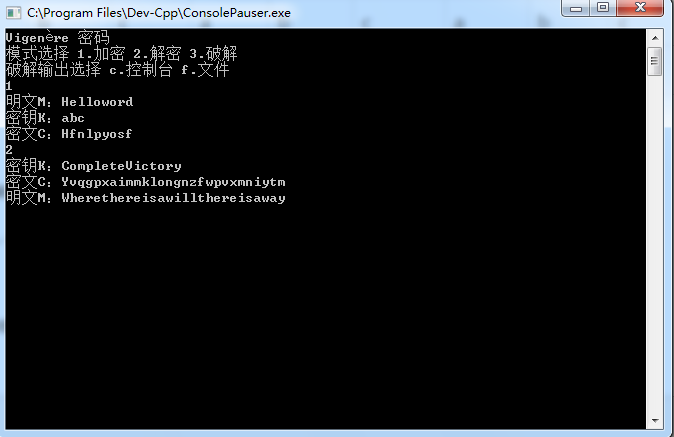 C:\Program Files\Dev-Cpp\ConsolePauser.exe
Vigenère 密码
模式选择 1.加密 2.解密 3.破解
破解输出选择 c.控制台 f.文件
1
明文M：Helloword
密钥K：abc
密文C：Hfnlpyosf
2
密钥K：CompleteVictory
密文C：Yvqgpxaimmklongnzfwpvxmniytm
明文M：Wherethereisawillthereisaway